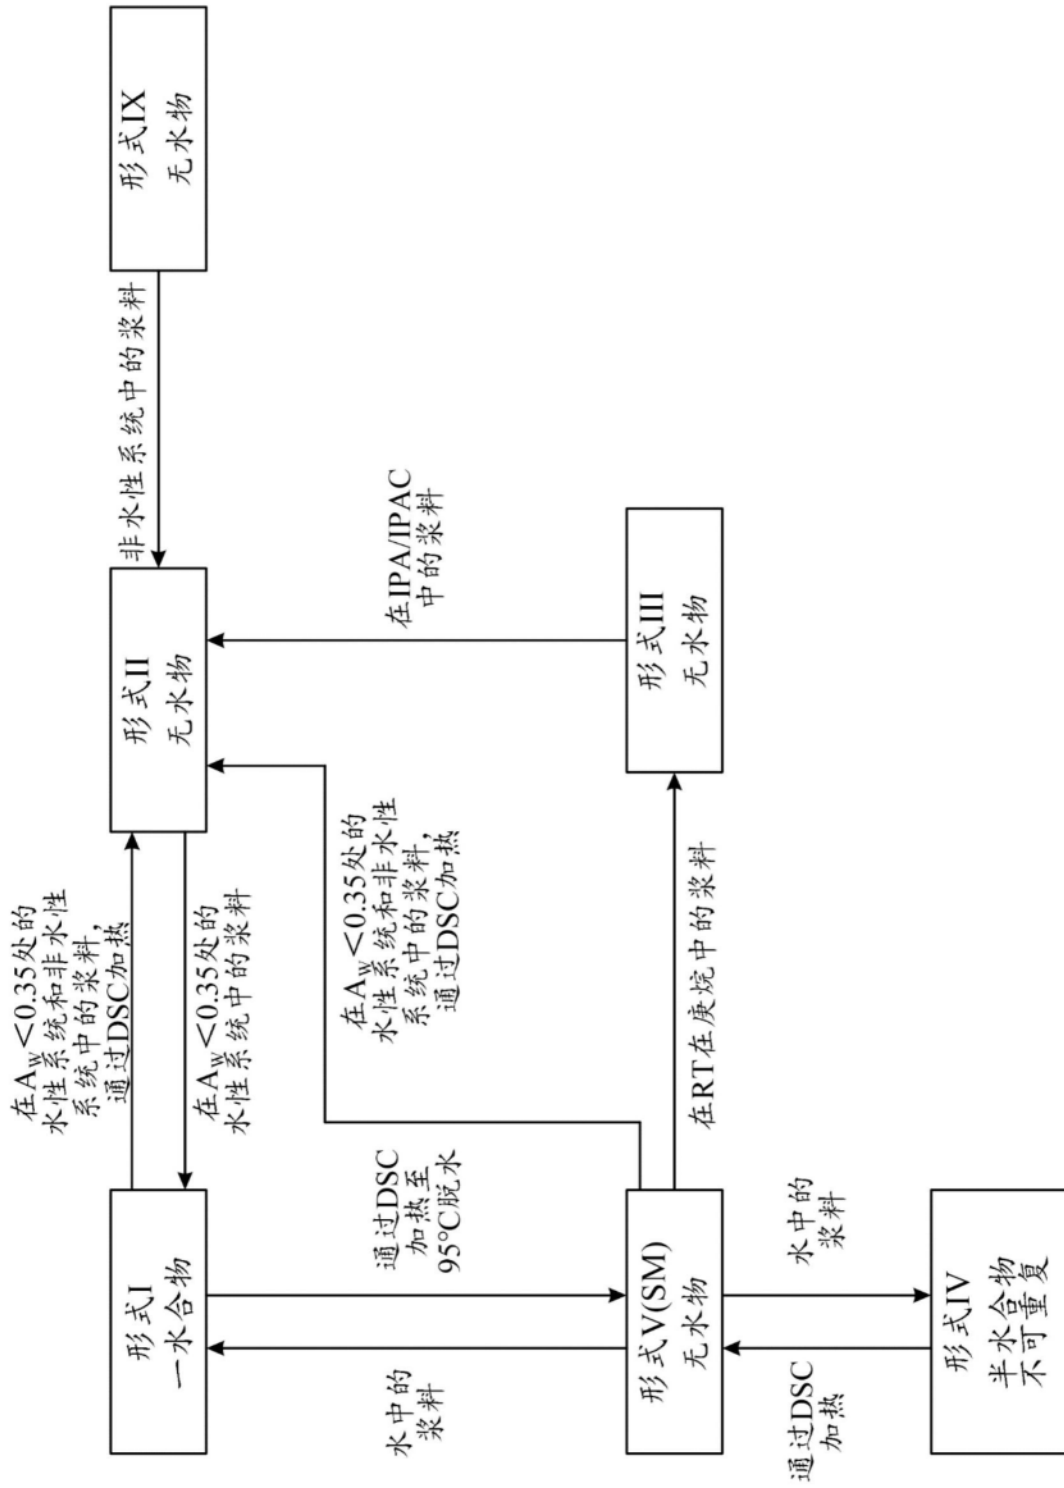 在A_W＜0.35处的
水性系统和非水性
系统中的浆料，
通过DSC加热
形式I
一水合物
形式II
无水物
非水性系统中的浆料
形式IX
无水物
在A_W＜0.35处的
水性系统中的浆料
水中的
浆料
通过DSC
加热至
95°C脱水
在A_W＜0.35处的
水性系统和非水性
系统中的浆料，
通过DSC加热
在IPA/IPAC
中的浆料
形式V(SM)
无水物
在RT在庚烷中的浆料
形式III
无水物
通过DSC
加热
水中的
浆料
形式IV
半水合物
不可重复